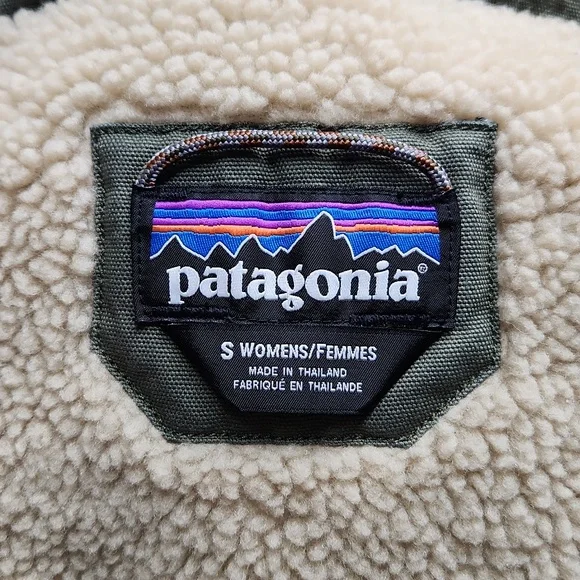 patagonia®
S WOMENS/FEMMES
MADE IN THAILAND
FABRIQUÉ EN THAILANDE